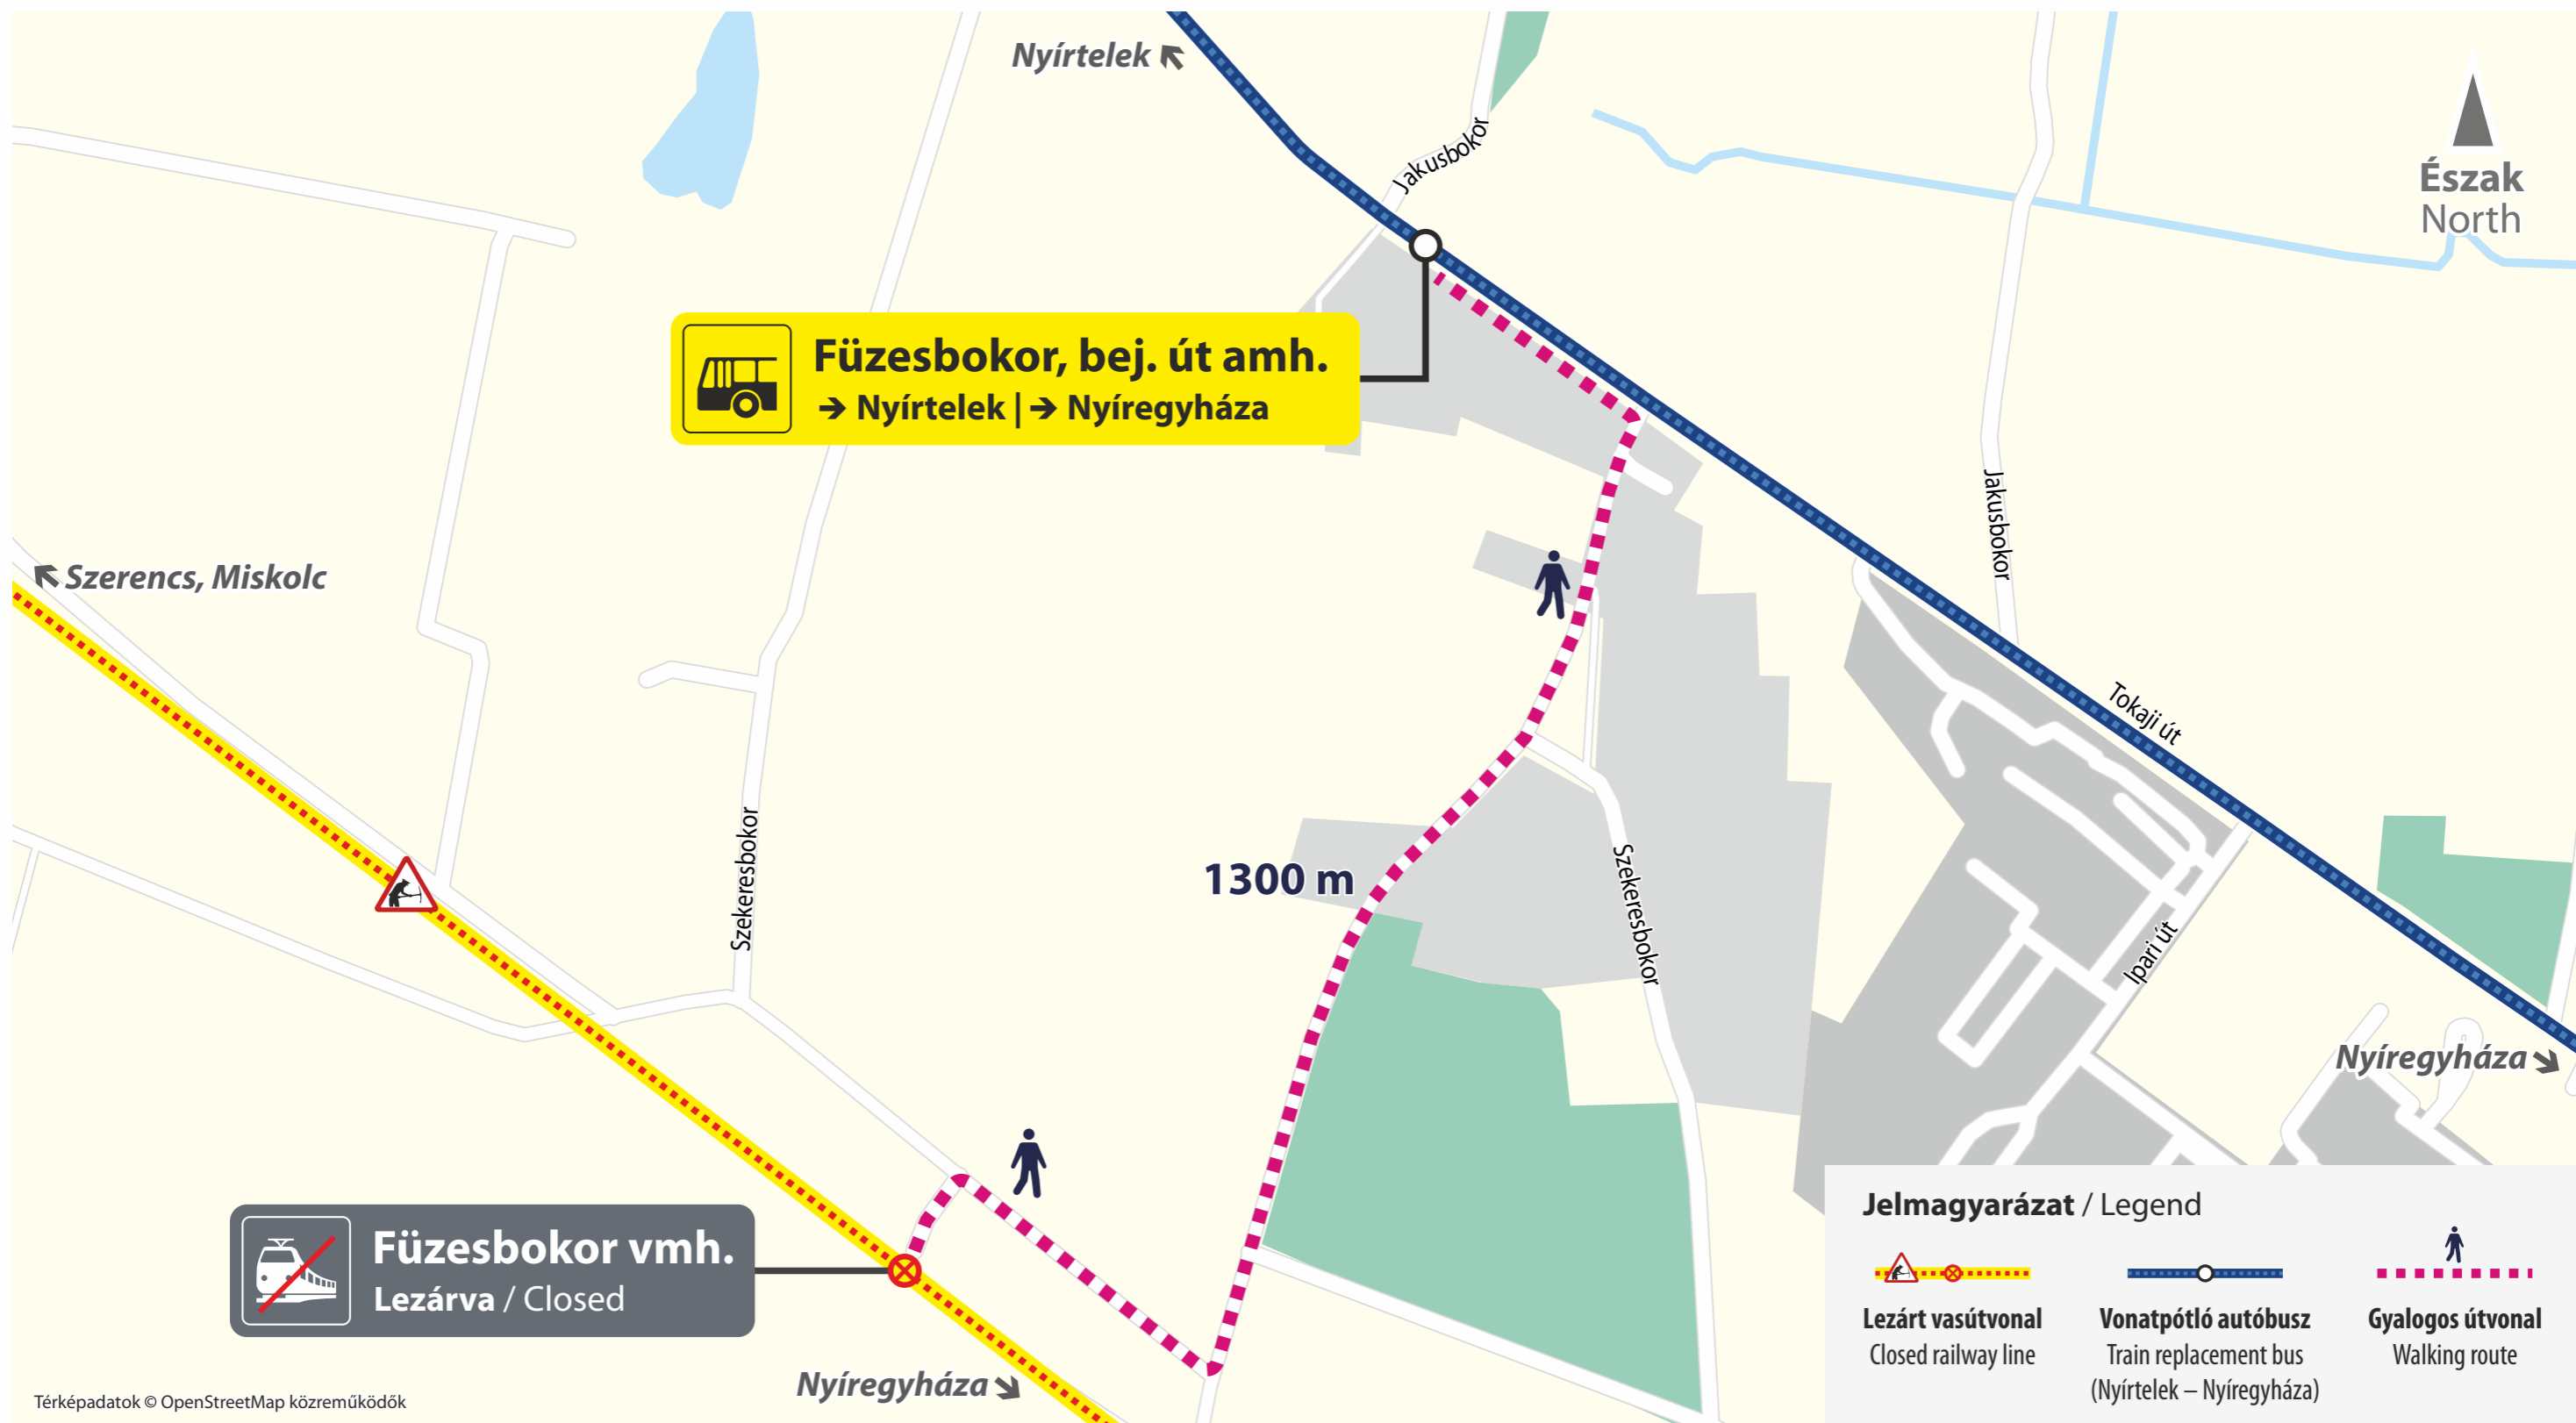 Nyírtelek
Jakusbokor
Észak
North
Füzesbokor, bej. út amh.
→ Nyírtelek | → Nyíregyháza
Szerencs, Miskolc
Jakusbokor
Tokaji út
Szekeresbokor
1300 m
Szekeresbokor
Ipari út
Nyíregyháza
Füzesbokor vmh.
Lezárva / Closed
Nyíregyháza
Jelmagyarázat / Legend
Lezárt vasútvonal
Closed railway line
Vonatpótló autóbusz
Train replacement bus
(Nyírtelek – Nyíregyháza)
Gyalogos útvonal
Walking route
Térképadatok © OpenStreetMap közreműködők